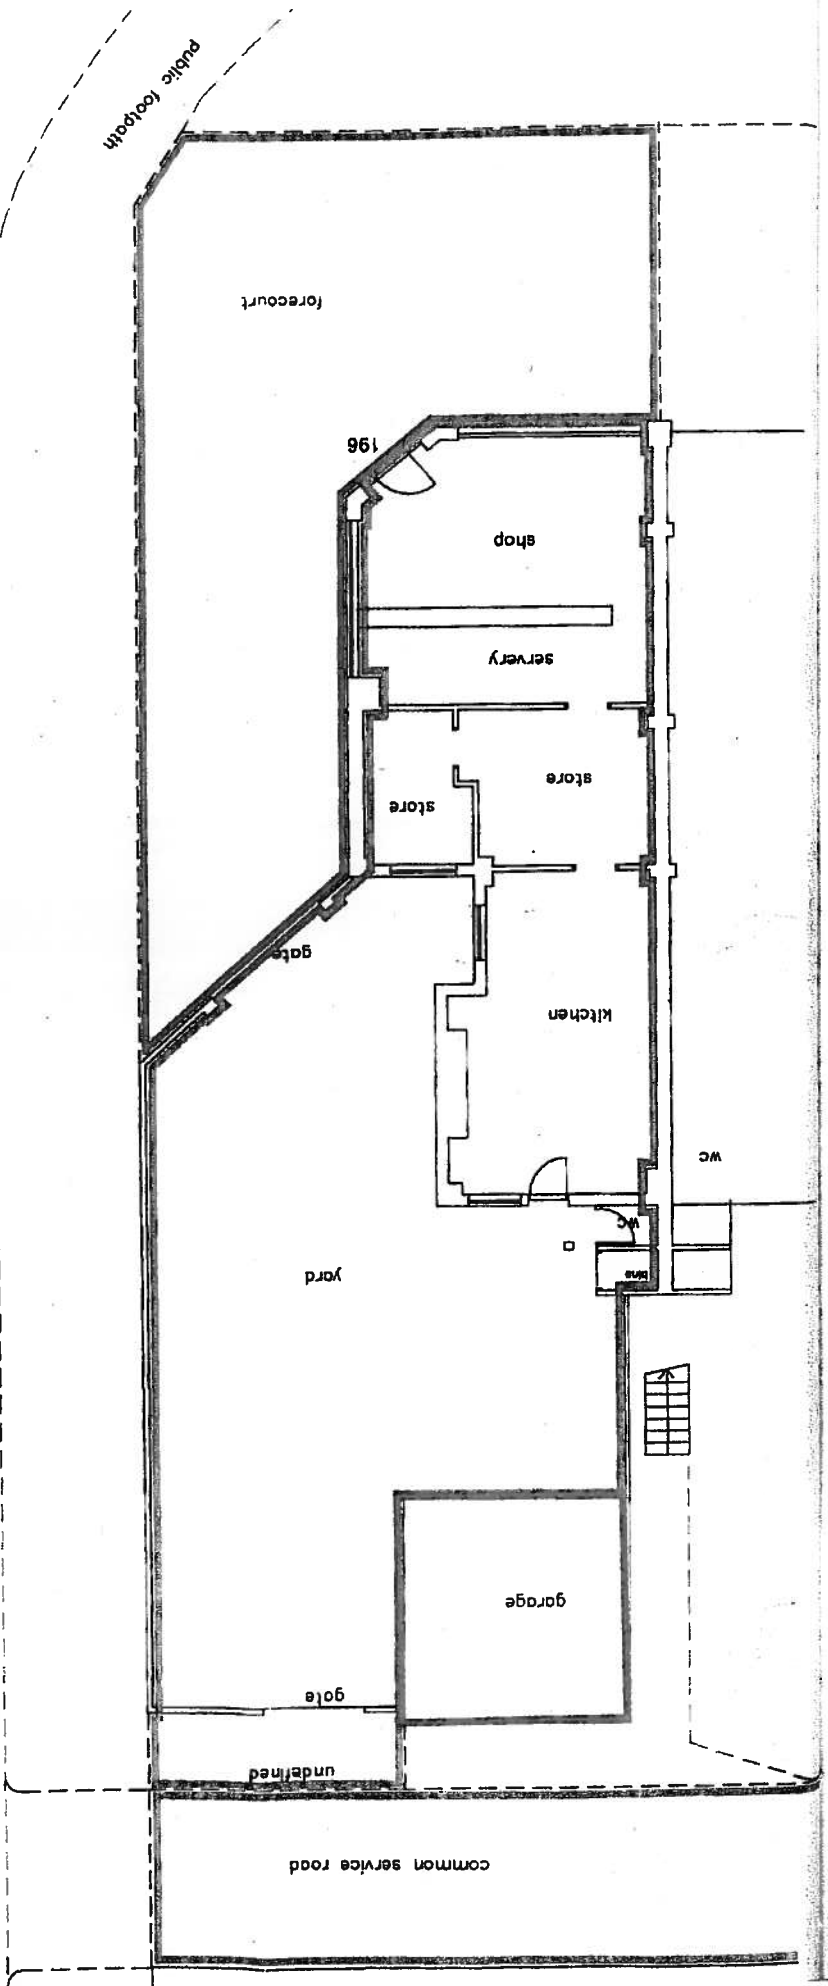 public footpath
forecourt
196
shop
servery
store
store
gate
kitchen
wc
wc
bins
yard
garage
gate
undefined
common service road